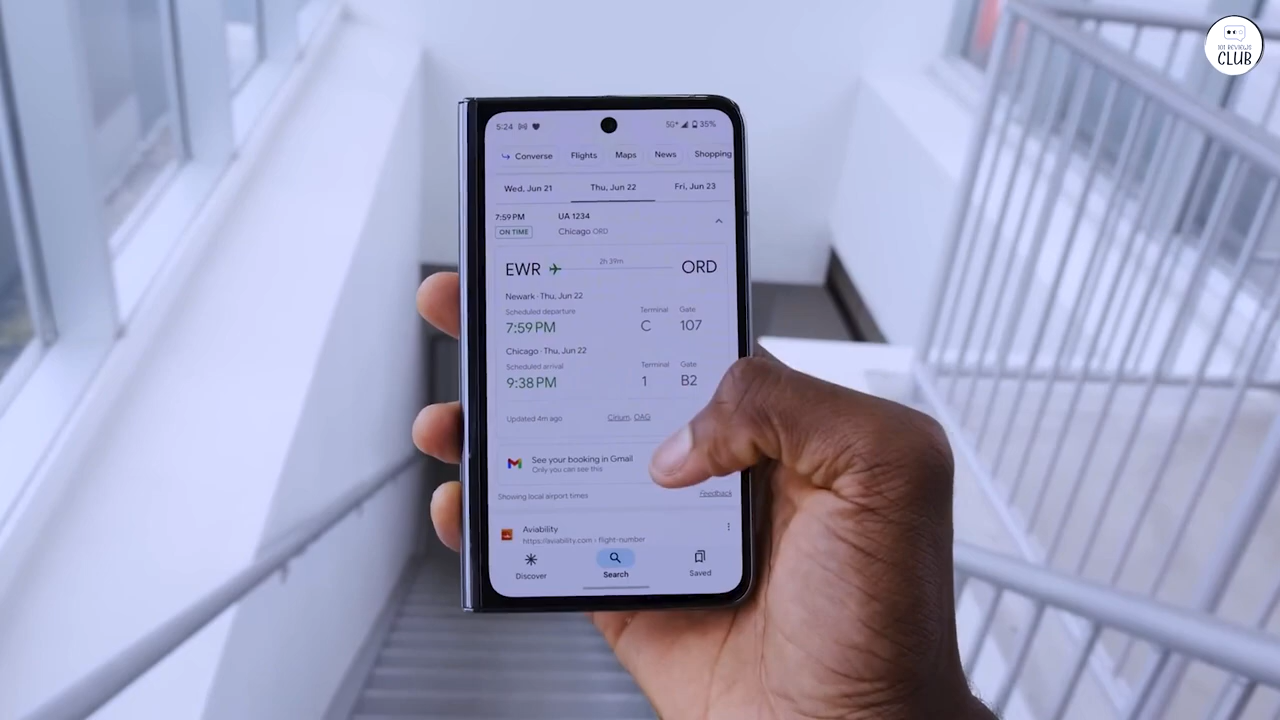 101 REVIEWS
CLUB
5:24
5G+ 35%
Converse Flights Maps News Shopping
Wed, Jun 21 Thu, Jun 22 Fri, Jun 23
7:59 PM UA 1234
ON TIME Chicago ORD
EWR 2h 39m ORD
Newark · Thu, Jun 22
Scheduled departure Terminal Gate
7:59 PM C 107
Chicago · Thu, Jun 22
Scheduled arrival Terminal Gate
9:38 PM 1 B2
Updated 4m ago Cirium, OAG
See your booking in Gmail
Only you can see this
Showing local airport times Feedback
Aviability
https://aviability.com › flight-number
Discover Search Saved